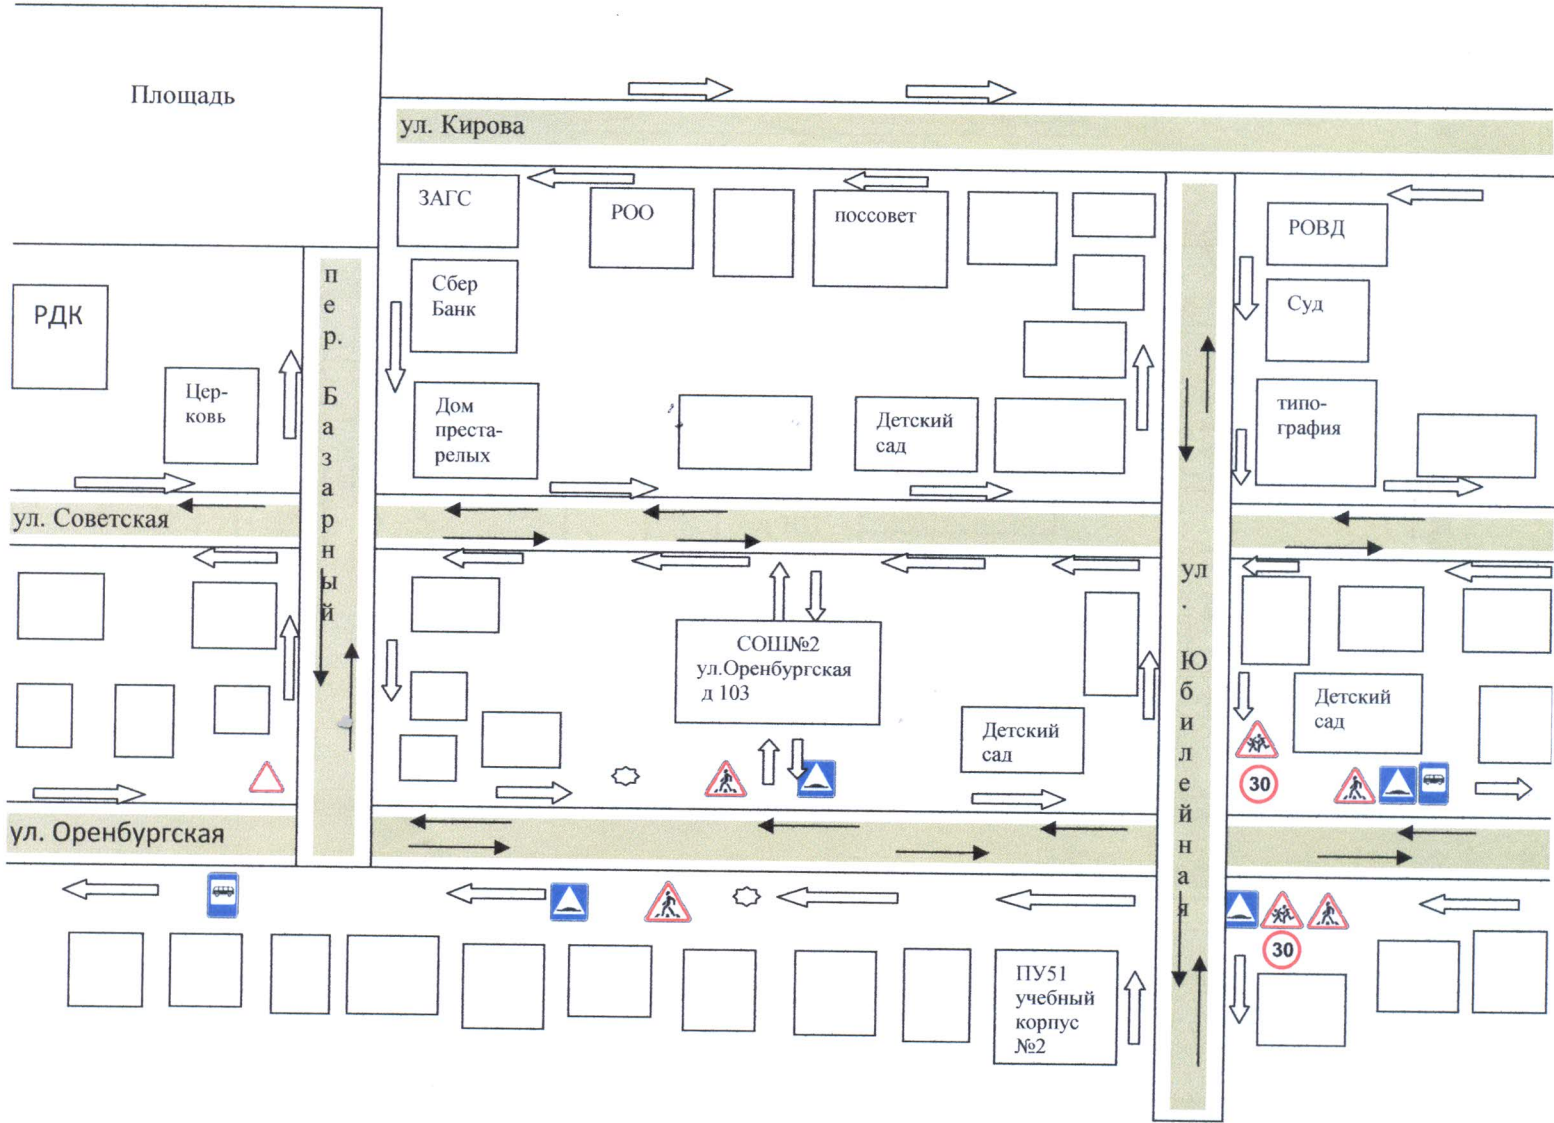 Площадь
ул. Кирова
ЗАГС
РОО
поссовет
РОВД
Сбер
Банк
Суд
РДК
пер. Базарный
Цер-
ковь
Дом
преста-
релых
Детский
сад
типо-
графия
ул. Советская
ул. Юбилейная
СОШ№2
ул.Оренбургская
д 103
Детский
сад
Детский
сад
30
ул. Оренбургская
30
ПУ51
учебный
корпус
№2